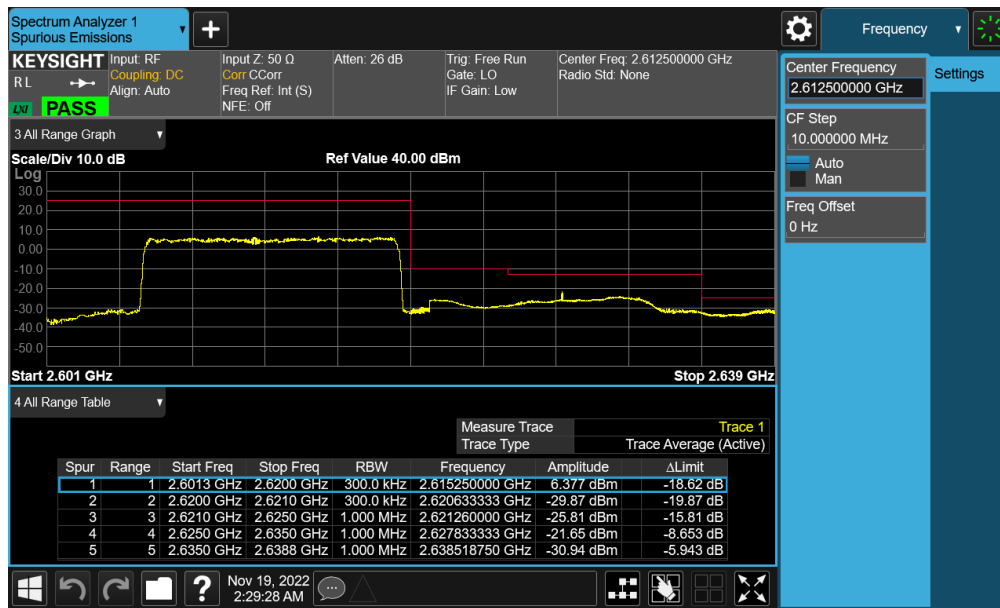 Spectrum Analyzer 1
Spurious Emissions
+
Frequency
KEYSIGHT
Input: RF
Coupling: DC
Align: Auto
Input Z: 50 Ω
Corr CCorr
Freq Ref: Int (S)
NFE: Off
Atten: 26 dB
Trig: Free Run
Gate: LO
IF Gain: Low
Center Freq: 2.612500000 GHz
Radio Std: None
R L
LXI
PASS
Center Frequency
2.612500000 GHz
Settings
CF Step
10.000000 MHz
Auto
Man
Freq Offset
0 Hz
3 All Range Graph
Scale/Div 10.0 dB
Ref Value 40.00 dBm
Log
30.0
20.0
10.0
0.00
-10.0
-20.0
-30.0
-40.0
-50.0
Start 2.601 GHz
Stop 2.639 GHz
4 All Range Table
Measure Trace Trace 1
Trace Type Trace Average (Active)
Spur Range Start Freq Stop Freq RBW Frequency Amplitude ΔLimit
1 1 2.6013 GHz 2.6200 GHz 300.0 kHz 2.615250000 GHz 6.377 dBm -18.62 dB
2 2 2.6200 GHz 2.6210 GHz 300.0 kHz 2.620633333 GHz -29.87 dBm -19.87 dB
3 3 2.6210 GHz 2.6250 GHz 1.000 MHz 2.621260000 GHz -25.81 dBm -15.81 dB
4 4 2.6250 GHz 2.6350 GHz 1.000 MHz 2.627833333 GHz -21.65 dBm -8.653 dB
5 5 2.6350 GHz 2.6388 GHz 1.000 MHz 2.638518750 GHz -30.94 dBm -5.943 dB
?
Nov 19, 2022
2:29:28 AM